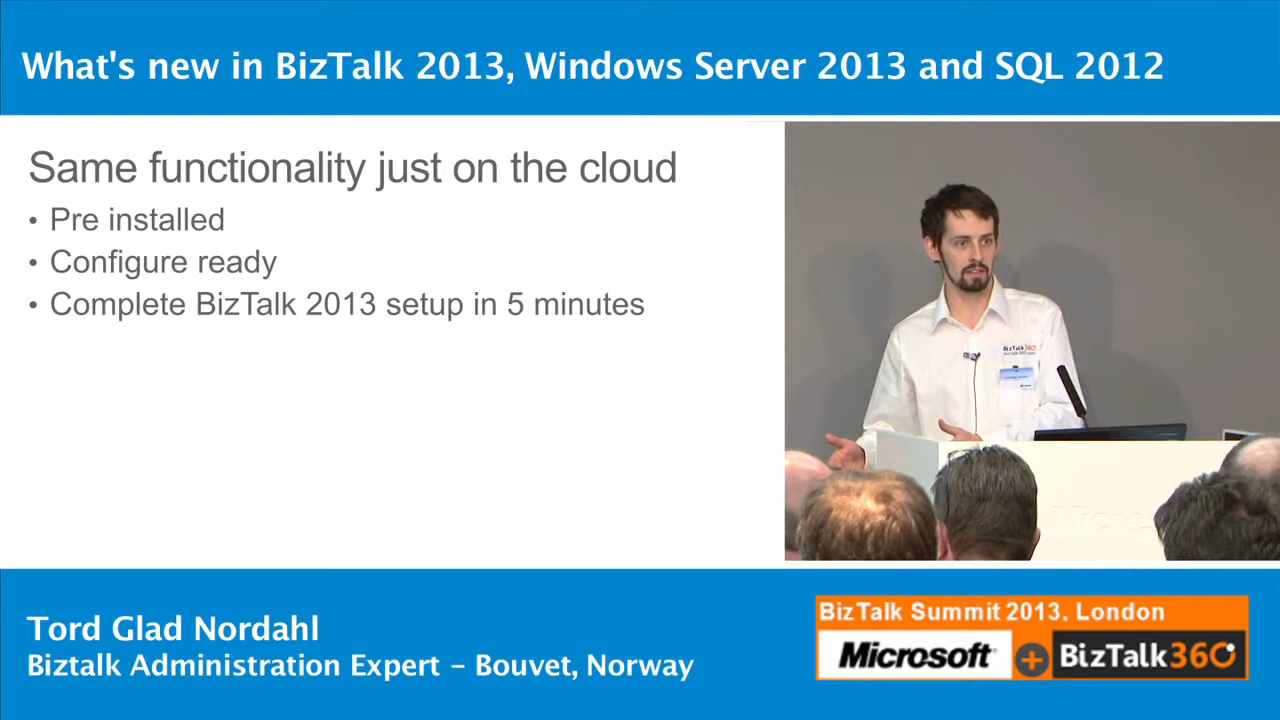 What's new in BizTalk 2013, Windows Server 2013 and SQL 2012
Same functionality just on the cloud
• Pre installed
• Configure ready
• Complete BizTalk 2013 setup in 5 minutes
BizTalk 360
Tord Glad Nordahl
Biztalk Administration Expert – Bouvet, Norway
BizTalk Summit 2013, London
Microsoft + BizTalk360